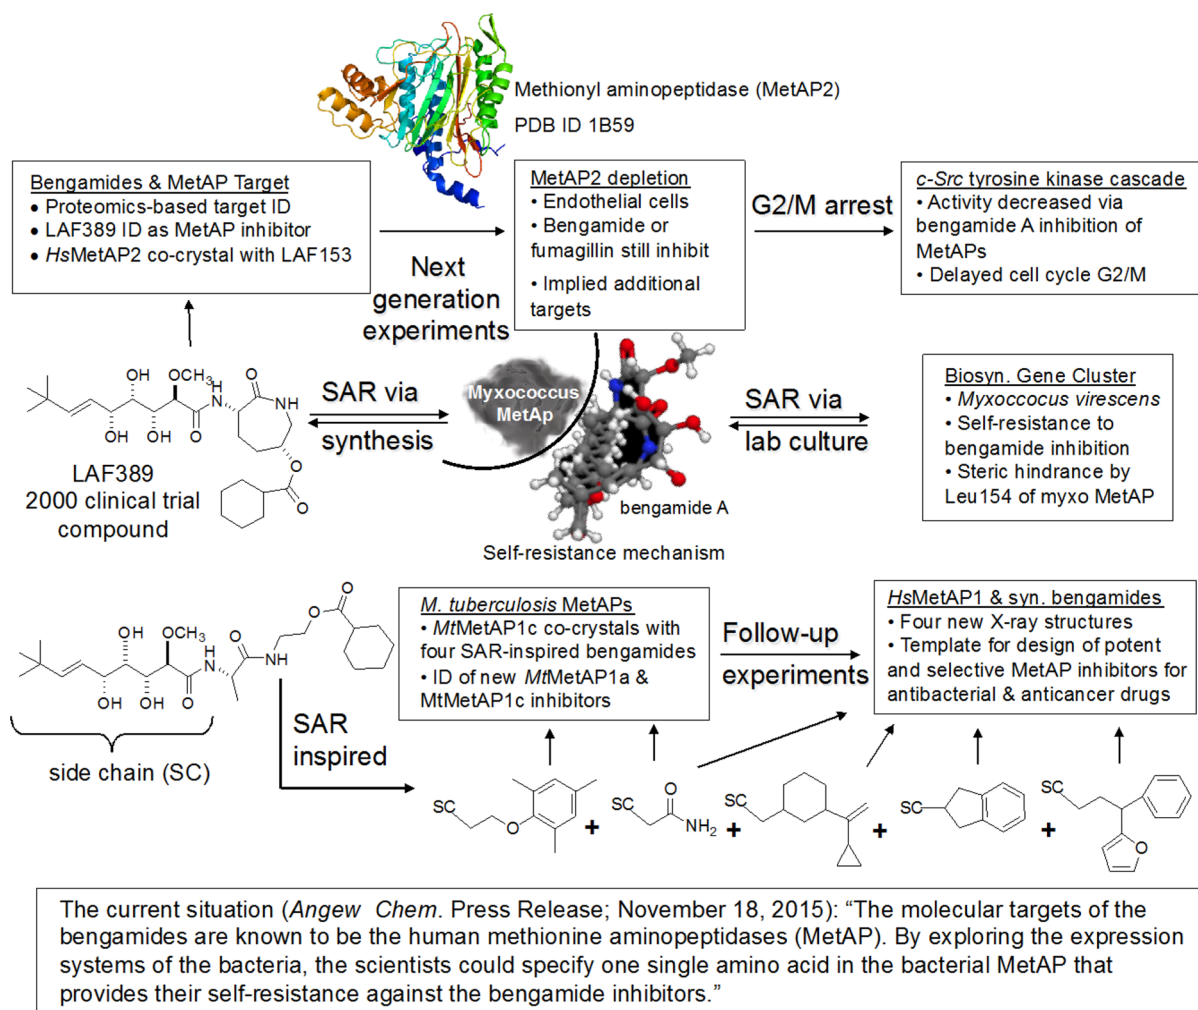 Methionyl aminopeptidase (MetAP2)
PDB ID 1B59
Bengamides & MetAP Target
• Proteomics-based target ID
• LAF389 ID as MetAP inhibitor
• HsMetAP2 co-crystal with LAF153
Next
generation
experiments
MetAP2 depletion
• Endothelial cells
• Bengamide or
fumagillin still inhibit
• Implied additional
targets
G2/M arrest
c-Src tyrosine kinase cascade
• Activity decreased via
bengamide A inhibition of
MetAPs
• Delayed cell cycle G2/M
OH
OCH3
H
N
O
NH
OH
OH
O
O
O
LAF389
2000 clinical trial
compound
SAR via
synthesis
Myxococcus
MetAp
bengamide A
Self-resistance mechanism
SAR via
lab culture
Biosyn. Gene Cluster
• Myxoccocus virescens
• Self-resistance to
bengamide inhibition
• Steric hindrance by
Leu154 of myxo MetAP
OH
OCH3
H
N
O
N
H
O
O
OH
OH
O
side chain (SC)
SAR
inspired
M. tuberculosis MetAPs
• MtMetAP1c co-crystals with
four SAR-inspired bengamides
• ID of new MtMetAP1a &
MtMetAP1c inhibitors
Follow-up
experiments
HsMetAP1 & syn. bengamides
• Four new X-ray structures
• Template for design of potent
and selective MetAP inhibitors for
antibacterial & anticancer drugs
SC
O
+
SC
O
NH2
+
SC
+
SC
+
SC
O
The current situation (Angew Chem. Press Release; November 18, 2015): “The molecular targets of the
bengamides are known to be the human methionine aminopeptidases (MetAP). By exploring the expression
systems of the bacteria, the scientists could specify one single amino acid in the bacterial MetAP that
provides their self-resistance against the bengamide inhibitors.”